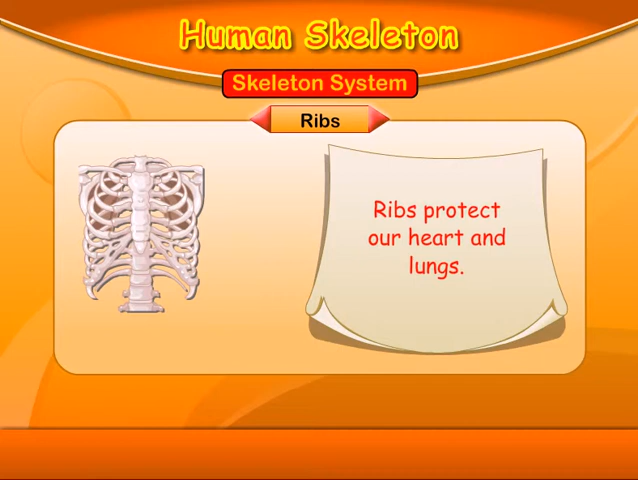 Human Skeleton
Skeleton System
Ribs
Ribs protect
our heart and
lungs.